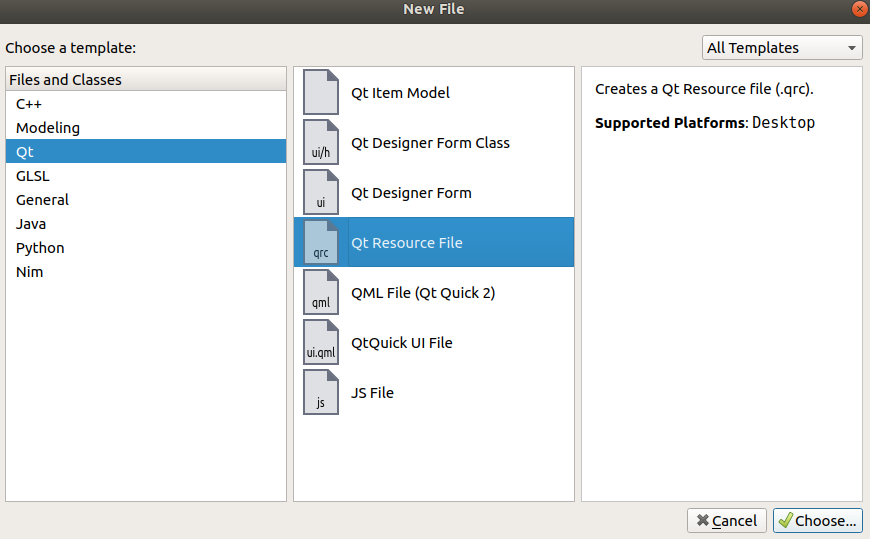 New File
Choose a template:
All Templates
Files and Classes
C++
Modeling
Qt
GLSL
General
Java
Python
Nim
Qt Item Model
ui/h
Qt Designer Form Class
ui
Qt Designer Form
qrc
Qt Resource File
qml
QML File (Qt Quick 2)
ui.qml
QtQuick UI File
js
JS File
Creates a Qt Resource file (.qrc).
Supported Platforms: Desktop
Cancel
Choose...